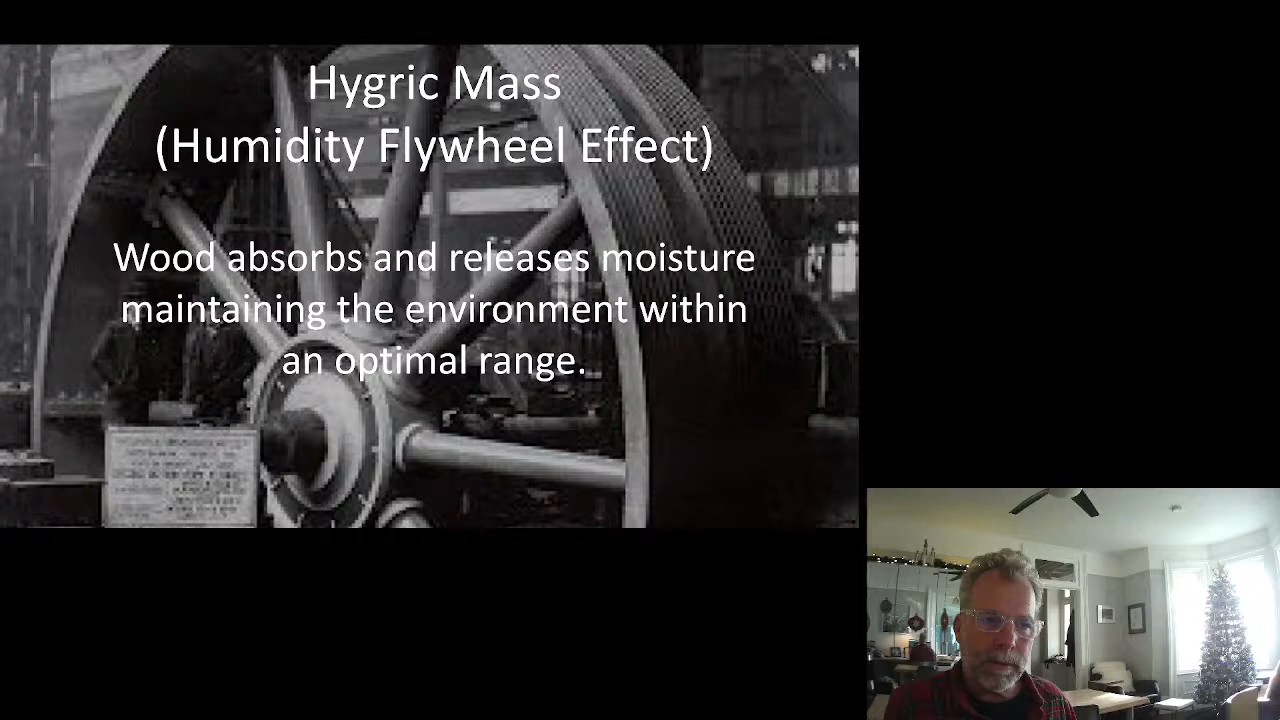 Hygric Mass
(Humidity Flywheel Effect)
Wood absorbs and releases moisture
maintaining the environment within
an optimal range.